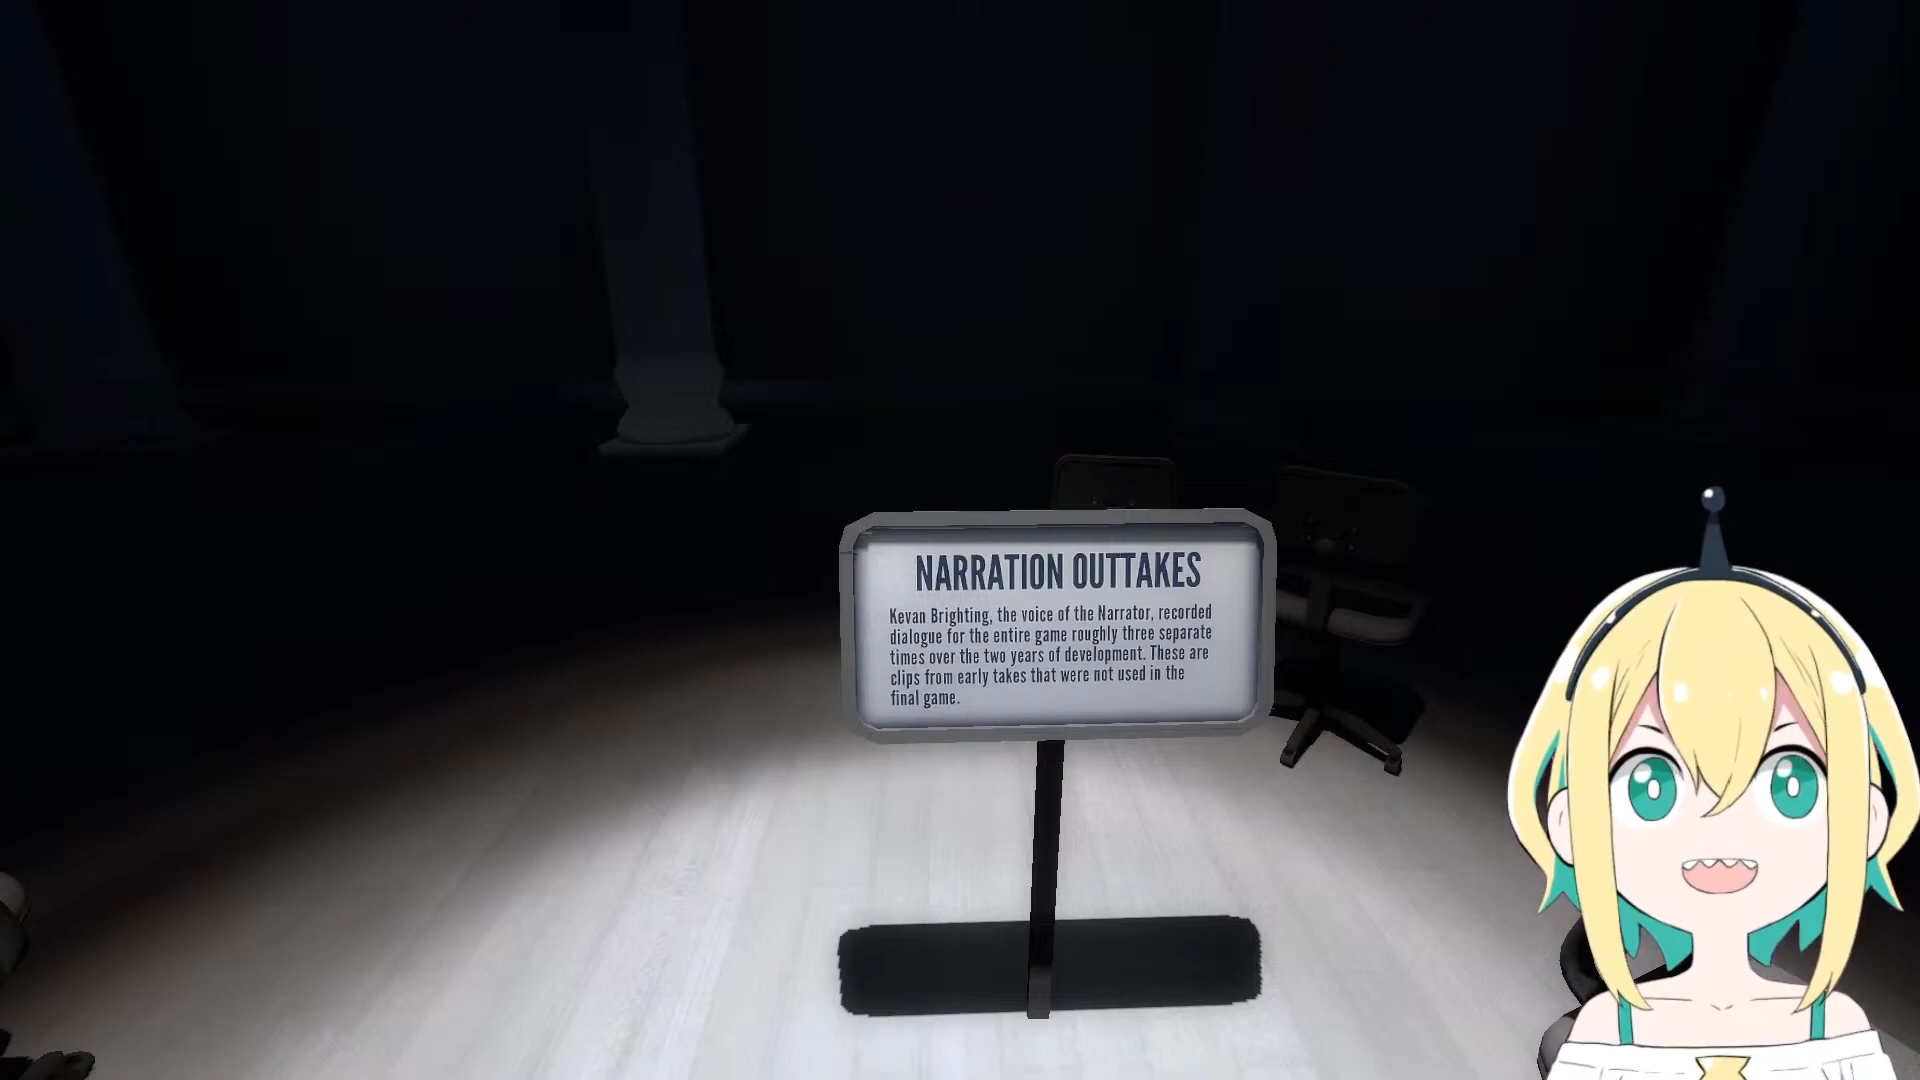 NARRATION OUTTAKES
Kevan Brighting, the voice of the Narrator, recorded
dialogue for the entire game roughly three separate
times over the two years of development. These are
clips from early takes that were not used in the
final game.